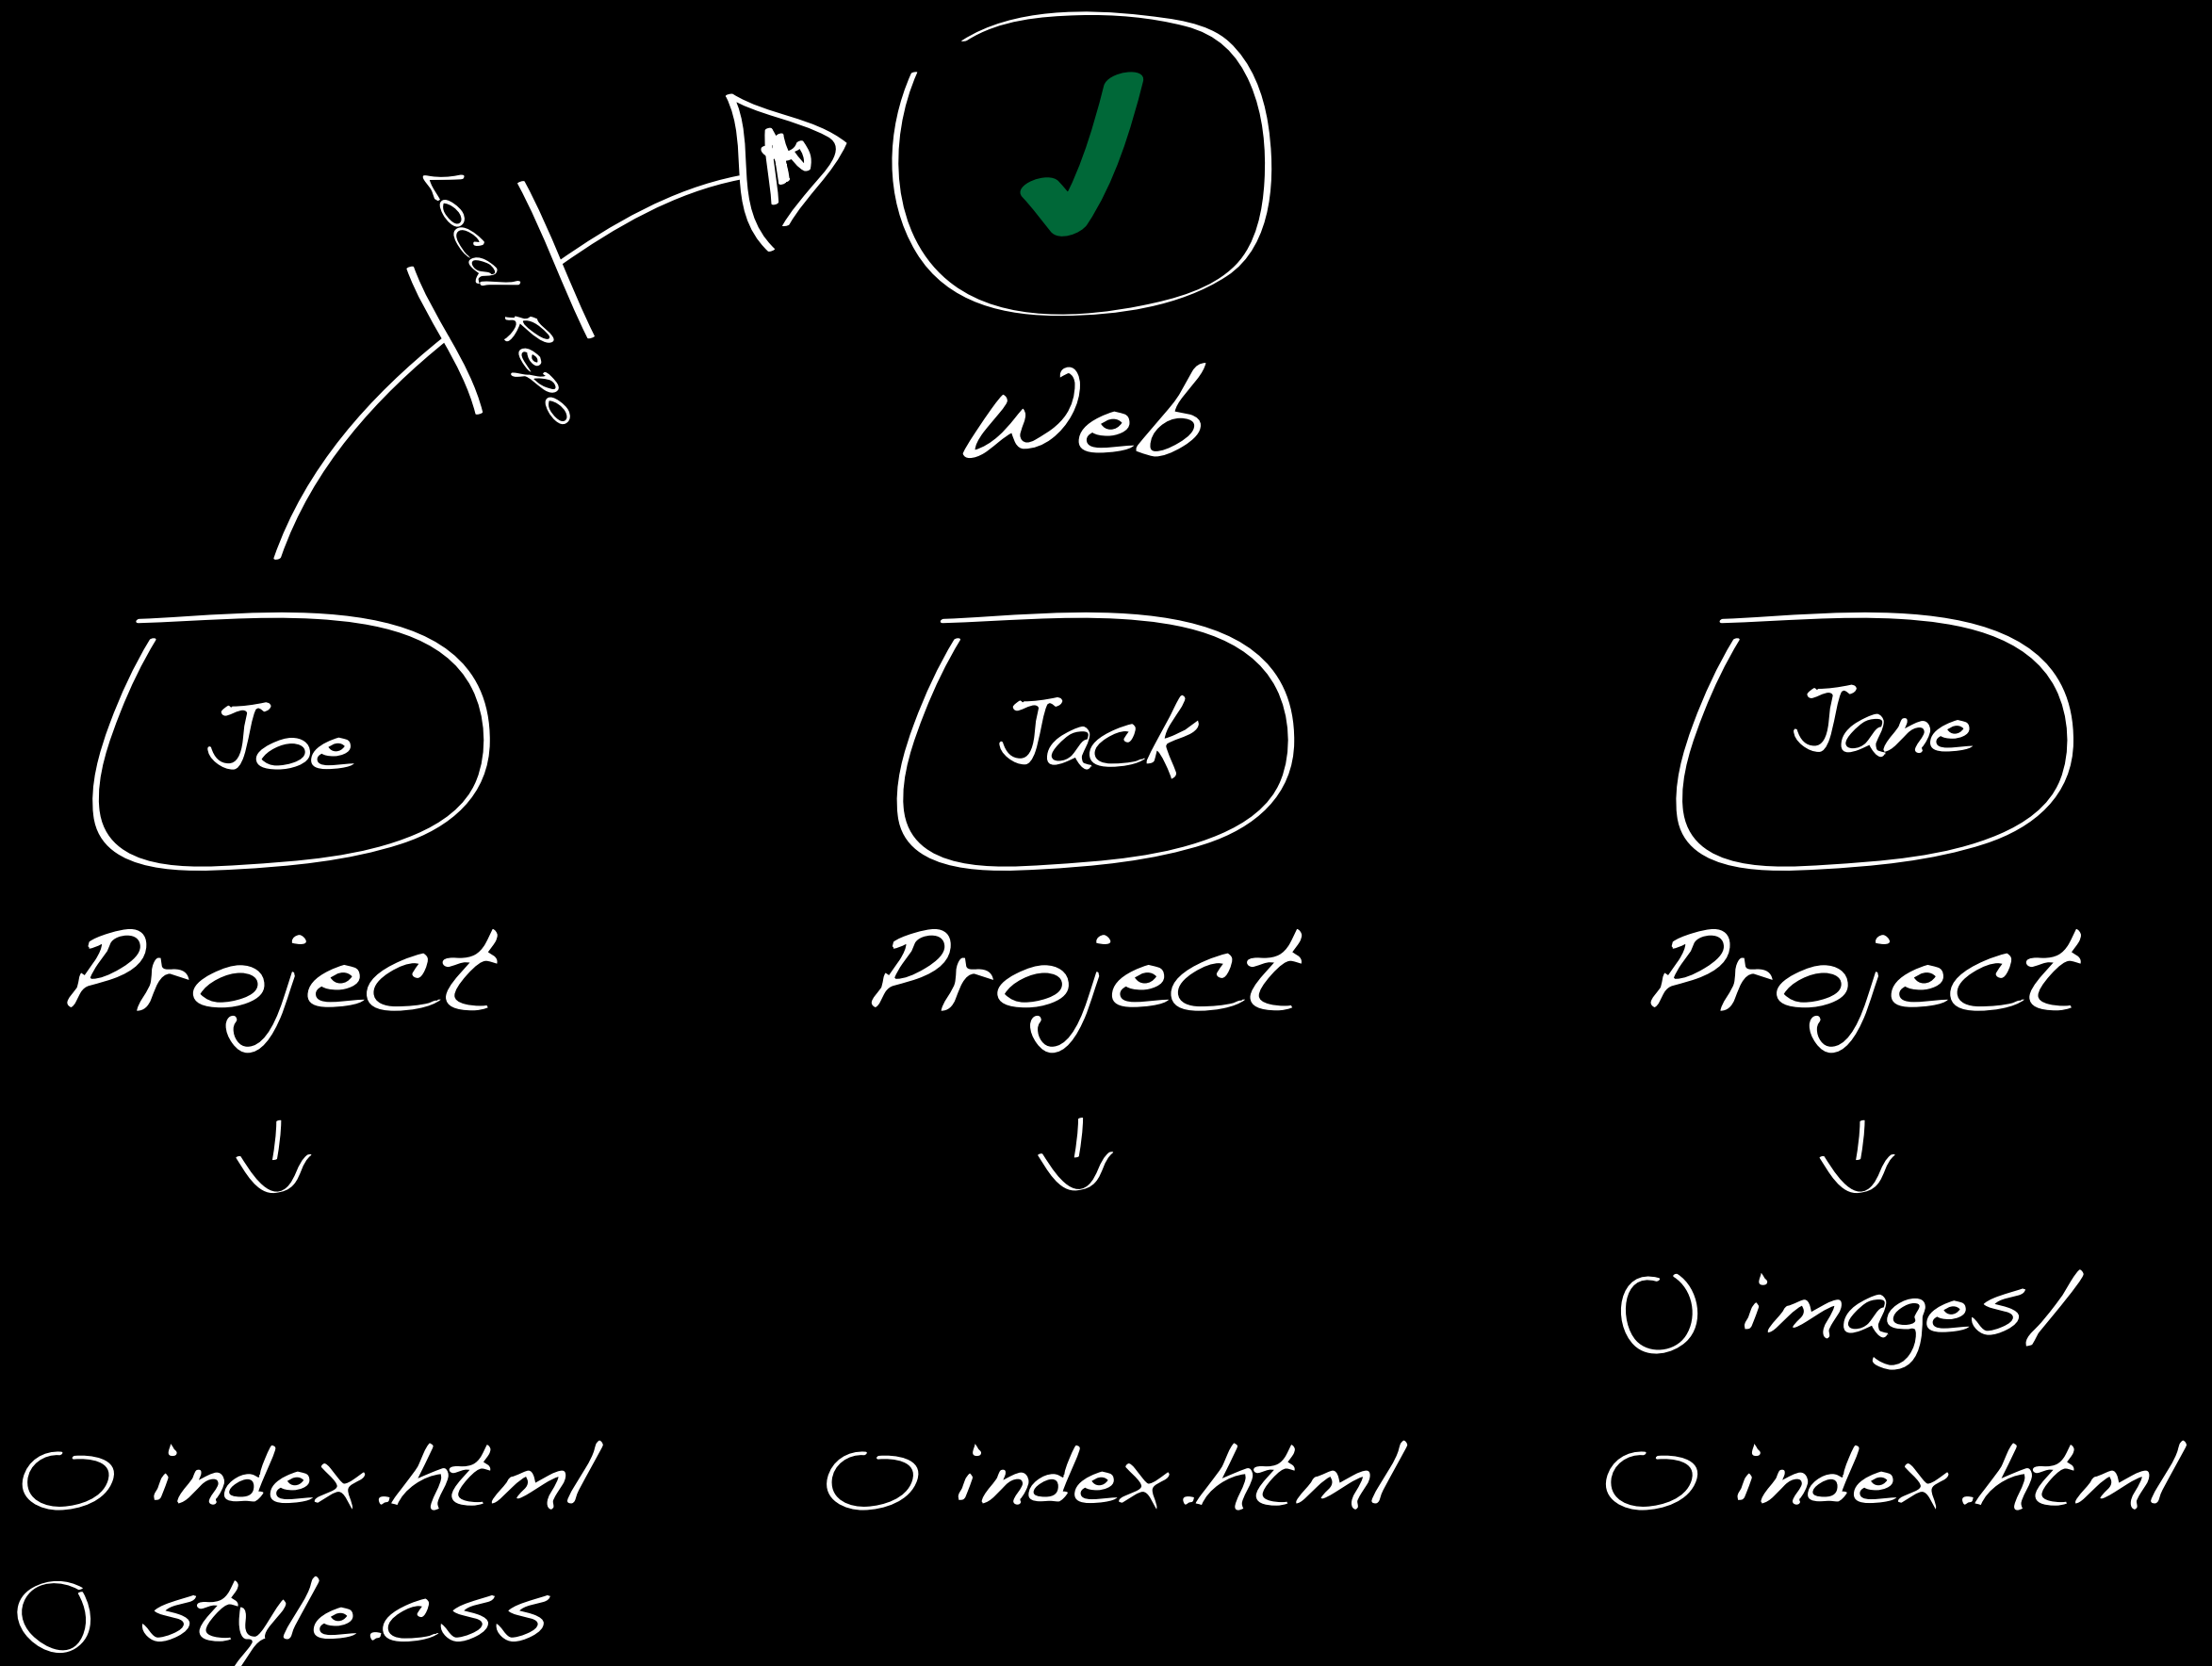 Local Repo
Web
Joe
Jack
Jane
Project
Project
Project
images/
index.html
index.html
index.html
style.css